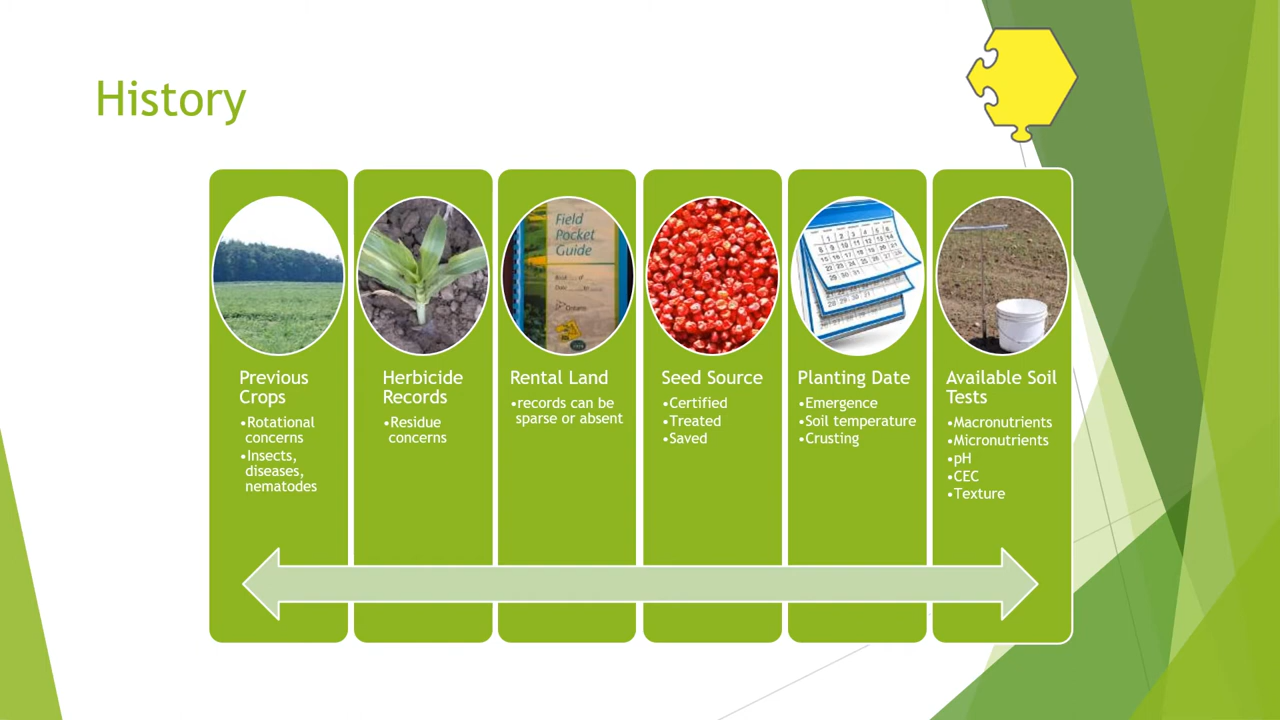 History
Previous
Crops
•Rotational
concerns
•Insects,
diseases,
nematodes
Herbicide
Records
•Residue
concerns
Field
Pocket
Guide
Ontario
Rental Land
•records can be
sparse or absent
Seed Source
•Certified
•Treated
•Saved
Planting Date
•Emergence
•Soil temperature
•Crusting
Available Soil
Tests
•Macronutrients
•Micronutrients
•pH
•CEC
•Texture